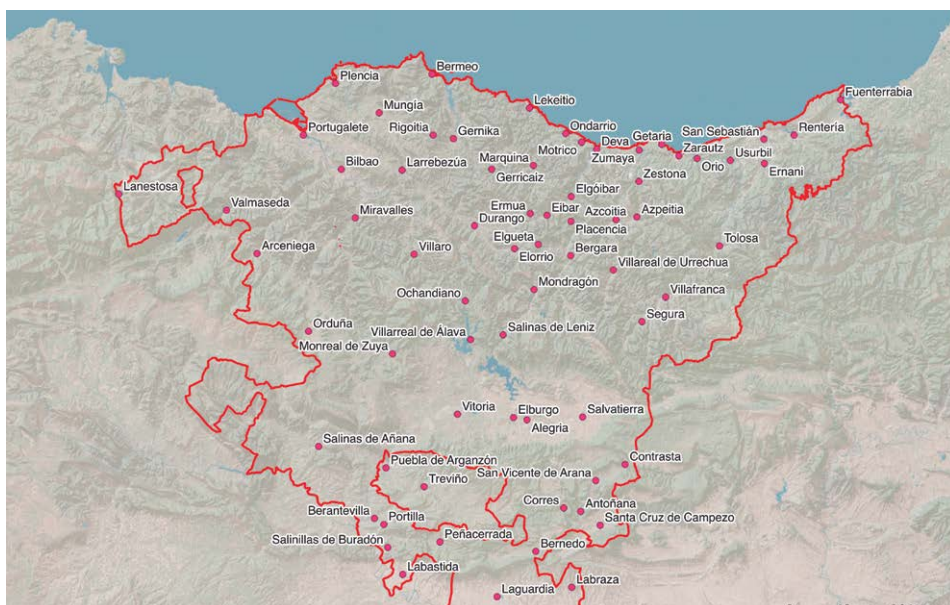 Bermeo
Plencia
Fuenterrabia
Lekeitio
Mungia
Portugalete
Rigoitia
Gernika
Ondarrio
Deva
Getaria
San Sebastián
Rentería
Motrico
Zumaya
Zarautz
Usurbil
Orio
Ernani
Bilbao
Larrebezúa
Marquina
Gerricaiz
Zestona
Lanestosa
Elgóibar
Valmaseda
Miravalles
Ermua
Eibar
Azcoitia
Azpeitia
Durango
Placencia
Elgueta
Tolosa
Arceniega
Villaro
Elorrio
Bergara
Villareal de Urrechua
Mondragón
Villafranca
Ochandiano
Segura
Orduña
Villarreal de Álava
Salinas de Leniz
Monreal de Zuya
Vitoria
Elburgo
Salvatierra
Alegria
Salinas de Añana
Puebla de Arganzón
Contrasta
San Vicente de Arana
Treviño
Corres
Antoñana
Berantevilla
Portilla
Santa Cruz de Campezo
Salinillas de Buradón
Peñacerrada
Bernedo
Labastida
Labraza
Laguardia